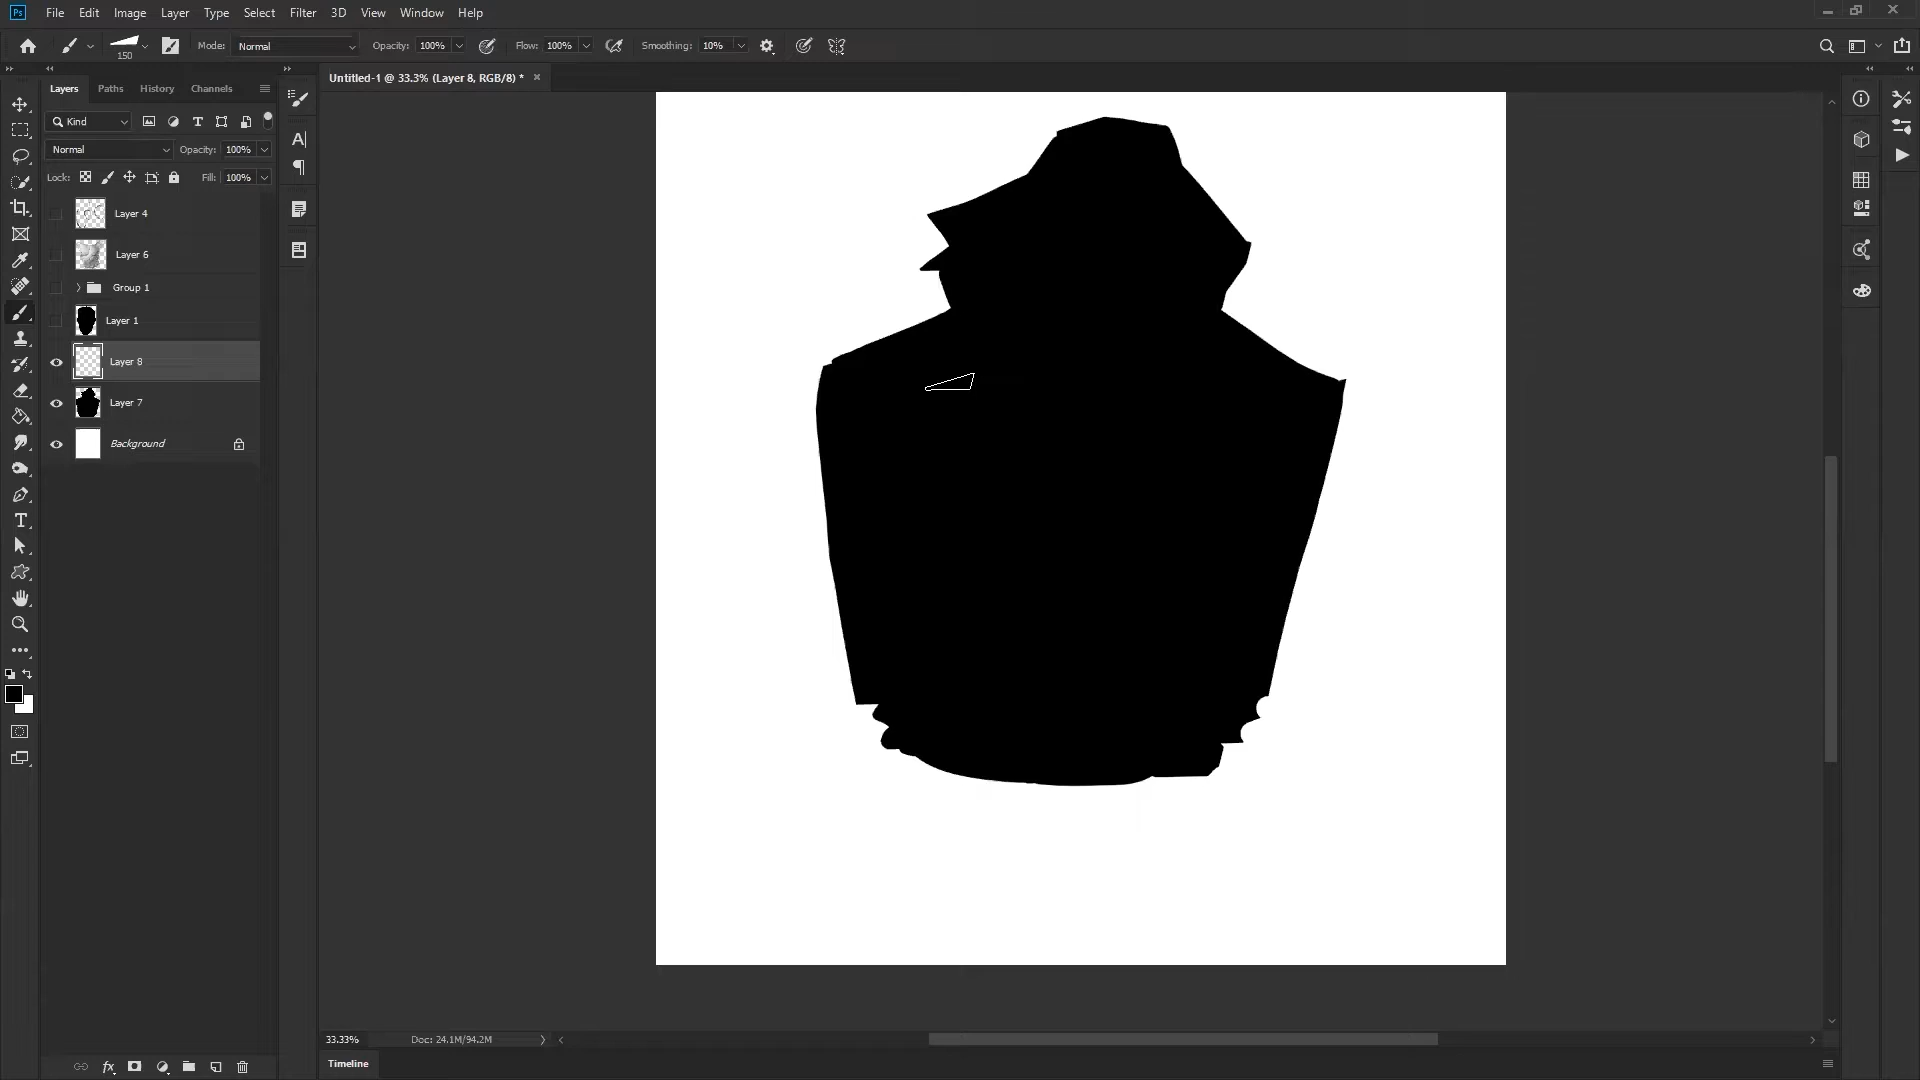 Ps File Edit Image Layer Type Select Filter 3D View Window Help
150 Mode: Normal Opacity: 100% Flow: 100% Smoothing: 10%
Untitled-1 @ 33.3% (Layer 8, RGB/8) *
Layers Paths History Channels
Kind
Normal Opacity: 100%
Lock: Fill: 100%
Layer 4
Layer 6
Group 1
Layer 1
Layer 8
Layer 7
Background
33.33% Doc: 24.1M/94.2M
Timeline